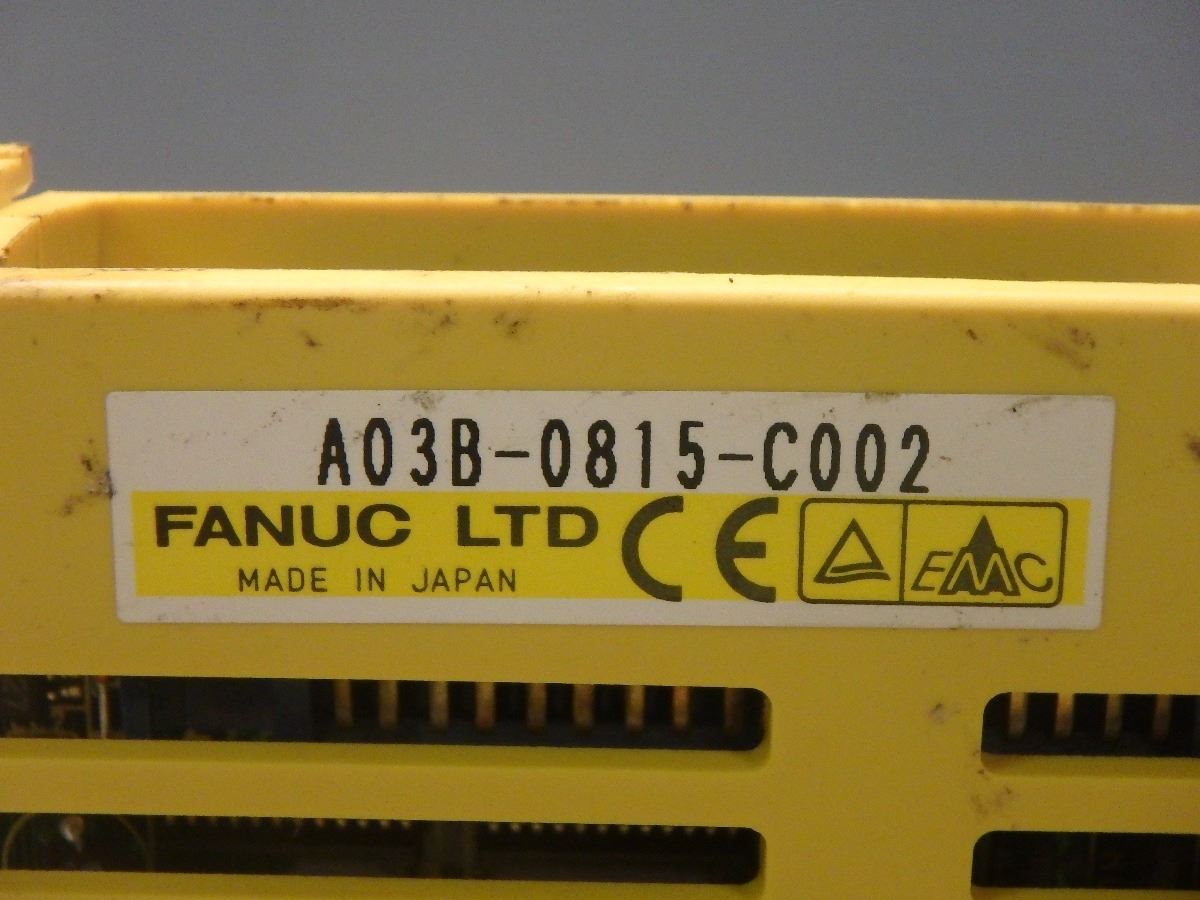 A03B-0815-C002
FANUC LTD CE EMC
MADE IN JAPAN